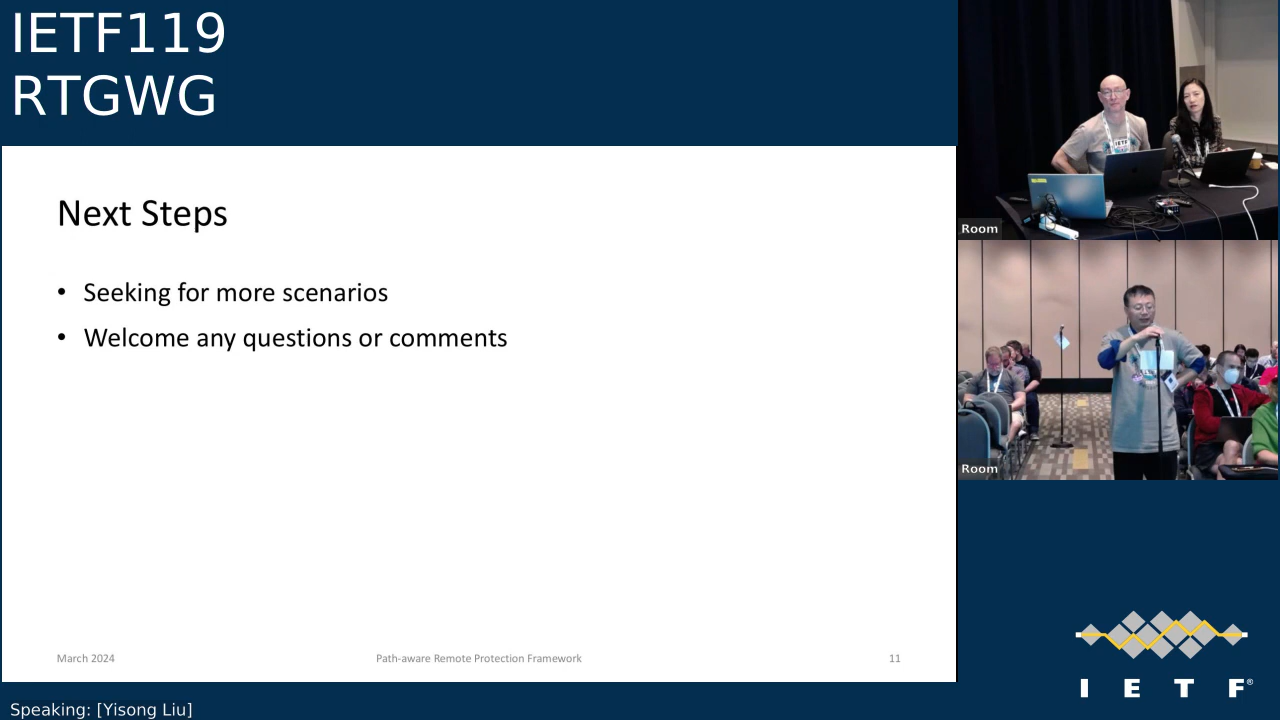 IETF119
RTGWG
Next Steps
• Seeking for more scenarios
• Welcome any questions or comments
March 2024
Path-aware Remote Protection Framework
11
Room
IETF
Room
I E T F®
Speaking: [Yisong Liu]